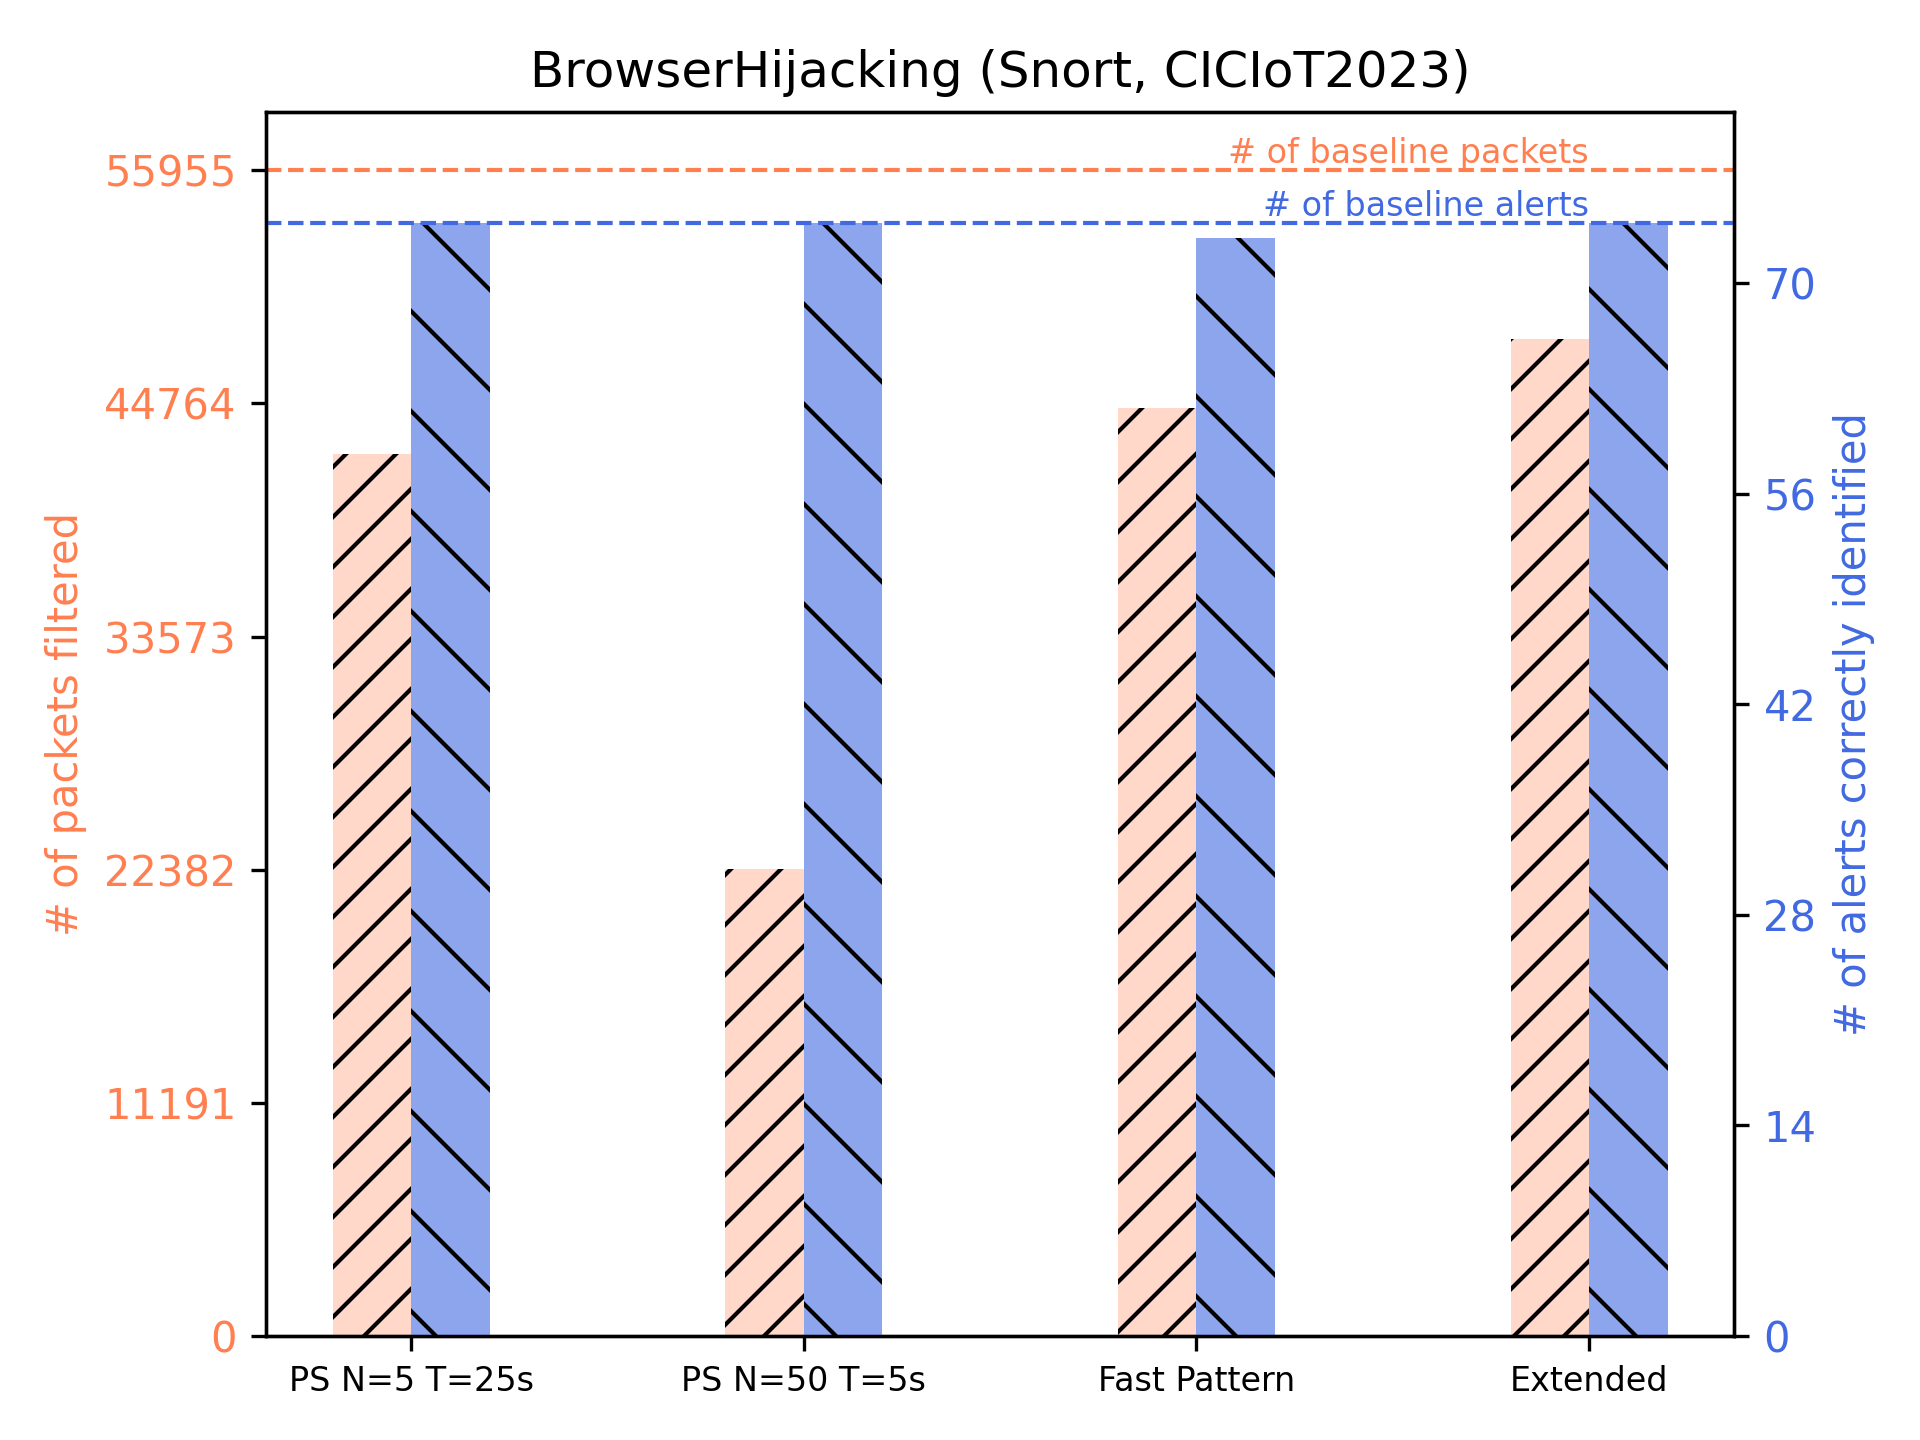 BrowserHijacking (Snort, CICIoT2023)
# of baseline packets
# of baseline alerts
55955
44764
33573
22382
11191
0
# of packets filtered
70
56
42
28
14
0
# of alerts correctly identified
PS N=5 T=25s
PS N=50 T=5s
Fast Pattern
Extended